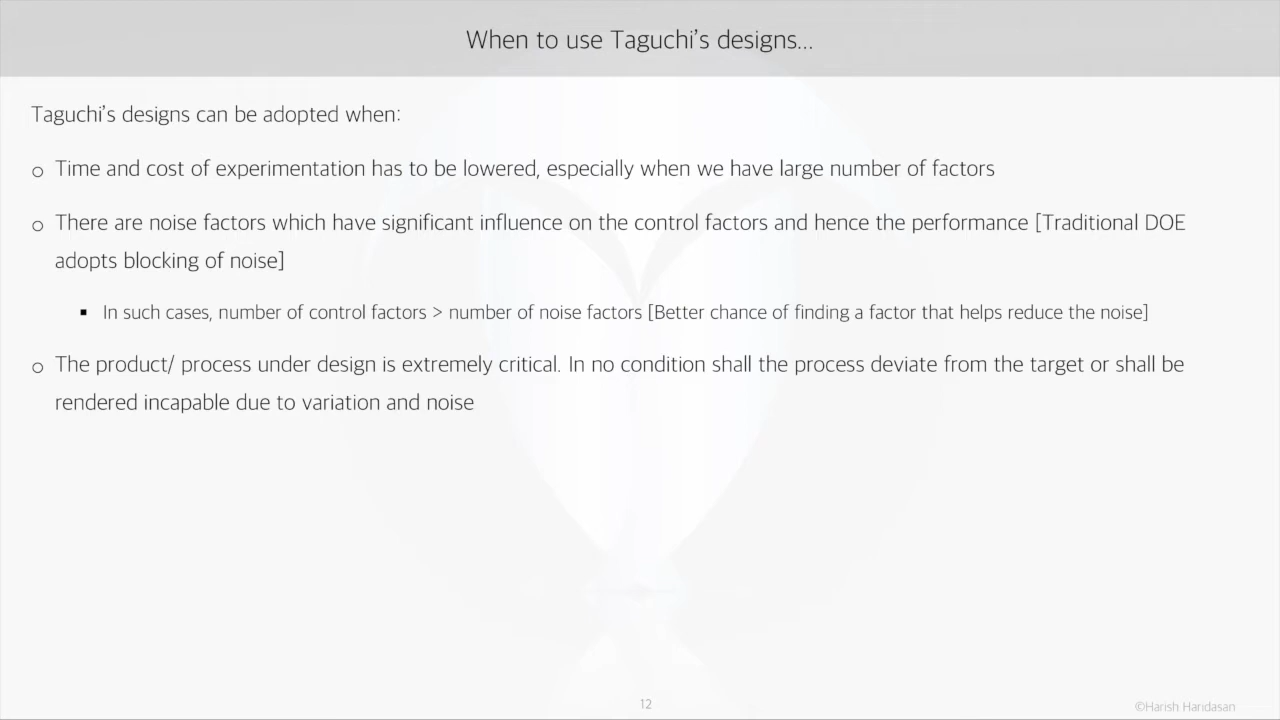 When to use Taguchi's designs...
Taguchi's designs can be adopted when:
o Time and cost of experimentation has to be lowered, especially when we have large number of factors
o There are noise factors which have significant influence on the control factors and hence the performance [Traditional DOE
adopts blocking of noise]
▪ In such cases, number of control factors > number of noise factors [Better chance of finding a factor that helps reduce the noise]
o The product/ process under design is extremely critical. In no condition shall the process deviate from the target or shall be
rendered incapable due to variation and noise
12
©Harish Haridasan